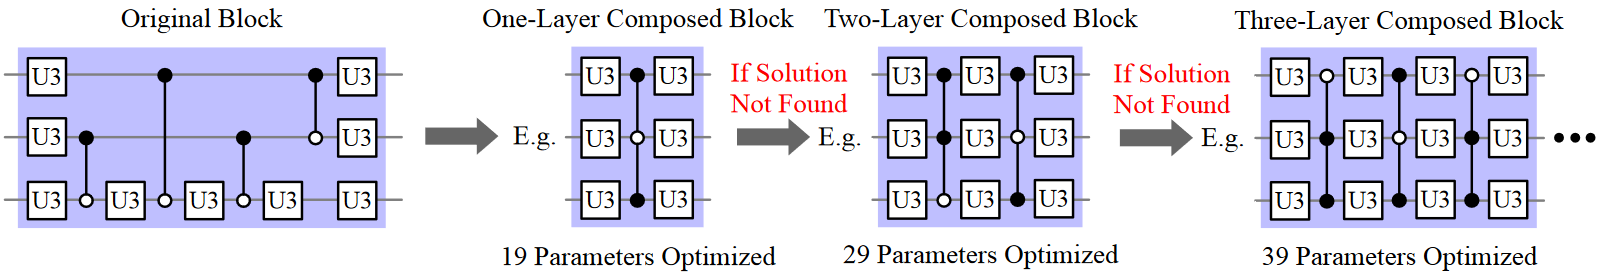 Original Block
One-Layer Composed Block
Two-Layer Composed Block
Three-Layer Composed Block
U3 U3
U3 U3
U3 U3 U3 U3 U3
E.g.
U3 U3
U3 U3
U3 U3
19 Parameters Optimized
If Solution
Not Found
E.g.
U3 U3 U3
U3 U3 U3
U3 U3 U3
29 Parameters Optimized
If Solution
Not Found
E.g.
U3 U3 U3 U3
U3 U3 U3 U3
U3 U3 U3 U3
39 Parameters Optimized